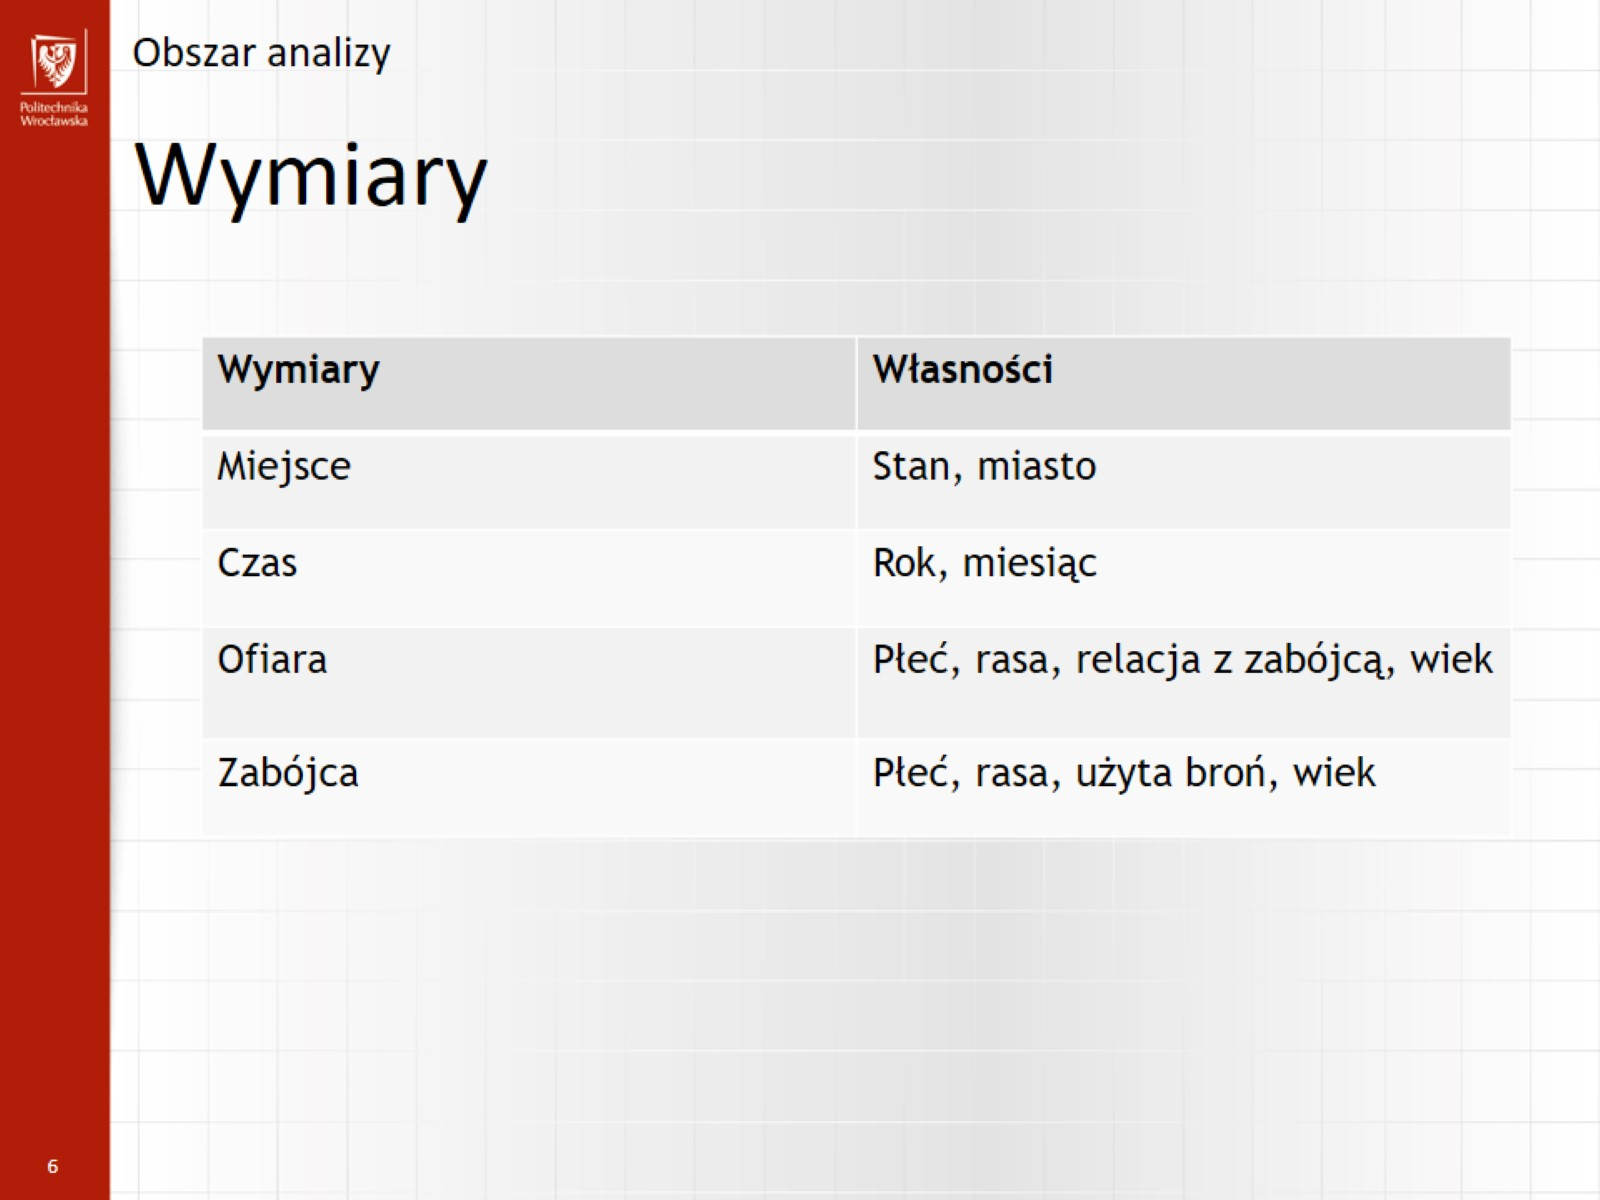 Politechnika
Wrocławska
Obszar analizy
Wymiary
Wymiary Własności
Miejsce Stan, miasto
Czas Rok, miesiąc
Ofiara Płeć, rasa, relacja z zabójcą, wiek
Zabójca Płeć, rasa, użyta broń, wiek
6